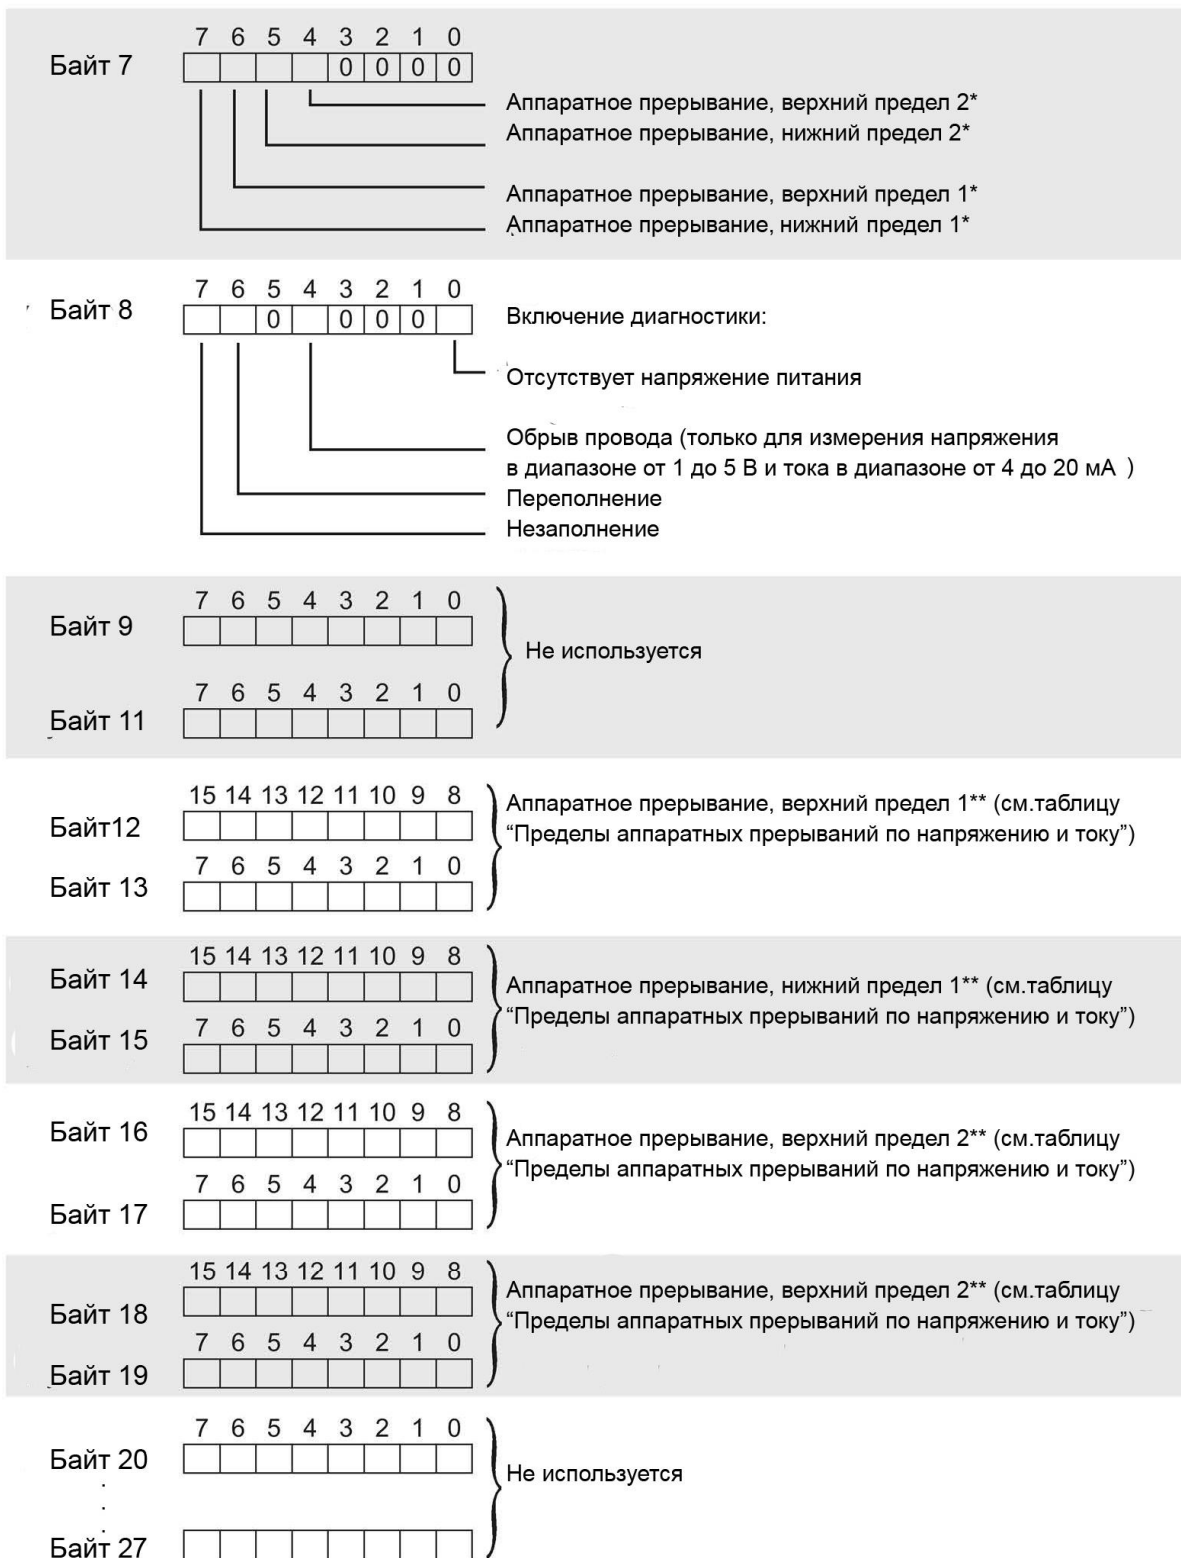 7 6 5 4 3 2 1 0
Байт 7
0 0 0 0
Аппаратное прерывание, верхний предел 2*
Аппаратное прерывание, нижний предел 2*
Аппаратное прерывание, верхний предел 1*
Аппаратное прерывание, нижний предел 1*
7 6 5 4 3 2 1 0
Байт 8
0 0 0 0
Включение диагностики:
Отсутствует напряжение питания
Обрыв провода (только для измерения напряжения
в диапазоне от 1 до 5 В и тока в диапазоне от 4 до 20 мА )
Переполнение
Незаполнение
7 6 5 4 3 2 1 0
Байт 9
Не используется
7 6 5 4 3 2 1 0
Байт 11
15 14 13 12 11 10 9 8
Байт12
Аппаратное прерывание, верхний предел 1** (см.таблицу
“Пределы аппаратных прерываний по напряжению и току”)
7 6 5 4 3 2 1 0
Байт 13
15 14 13 12 11 10 9 8
Байт 14
Аппаратное прерывание, нижний предел 1** (см.таблицу
“Пределы аппаратных прерываний по напряжению и току”)
7 6 5 4 3 2 1 0
Байт 15
15 14 13 12 11 10 9 8
Байт 16
Аппаратное прерывание, верхний предел 2** (см.таблицу
“Пределы аппаратных прерываний по напряжению и току”)
7 6 5 4 3 2 1 0
Байт 17
15 14 13 12 11 10 9 8
Байт 18
Аппаратное прерывание, верхний предел 2** (см.таблицу
“Пределы аппаратных прерываний по напряжению и току”)
7 6 5 4 3 2 1 0
Байт 19
7 6 5 4 3 2 1 0
Байт 20
Не используется
Байт 27